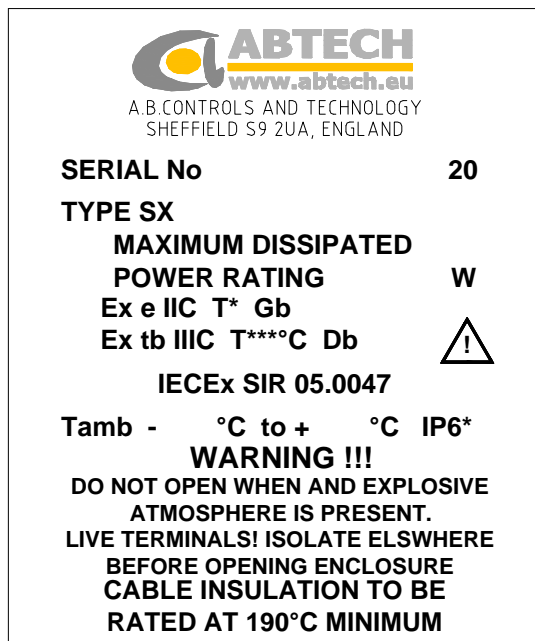 ABTECH
www.abtech.eu
A.B.CONTROLS AND TECHNOLOGY
SHEFFIELD S9 2UA, ENGLAND
SERIAL No 20
TYPE SX
MAXIMUM DISSIPATED
POWER RATING W
Ex e IIC T* Gb
Ex tb IIIC T***°C Db
!
IECEx SIR 05.0047
Tamb - °C to + °C IP6*
WARNING !!!
DO NOT OPEN WHEN AND EXPLOSIVE
ATMOSPHERE IS PRESENT.
LIVE TERMINALS! ISOLATE ELSWHERE
BEFORE OPENING ENCLOSURE
CABLE INSULATION TO BE
RATED AT 190°C MINIMUM